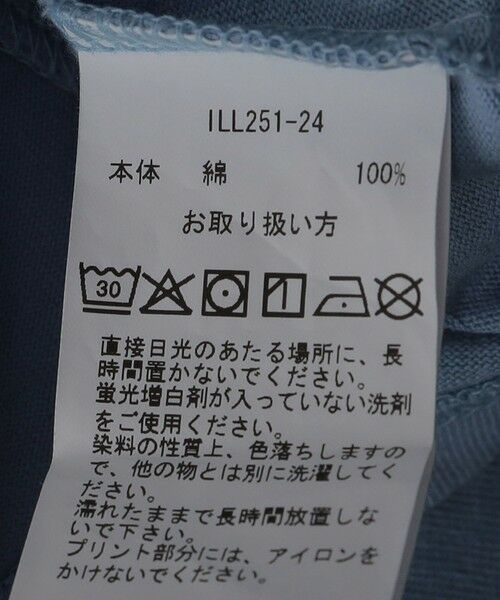 ILL251-24
本体 綿 100%
お取り扱い方
30
直接日光のあたる場所に、長
時間置かないでください。
蛍光増白剤が入っていない洗剤
をご使用ください。
染料の性質上、色落ちしますの
で、他の物とは別に洗濯してく
ださい。
濡れたままで長時間放置しな
いで下さい。
プリント部分には、アイロンを
かけないでください。